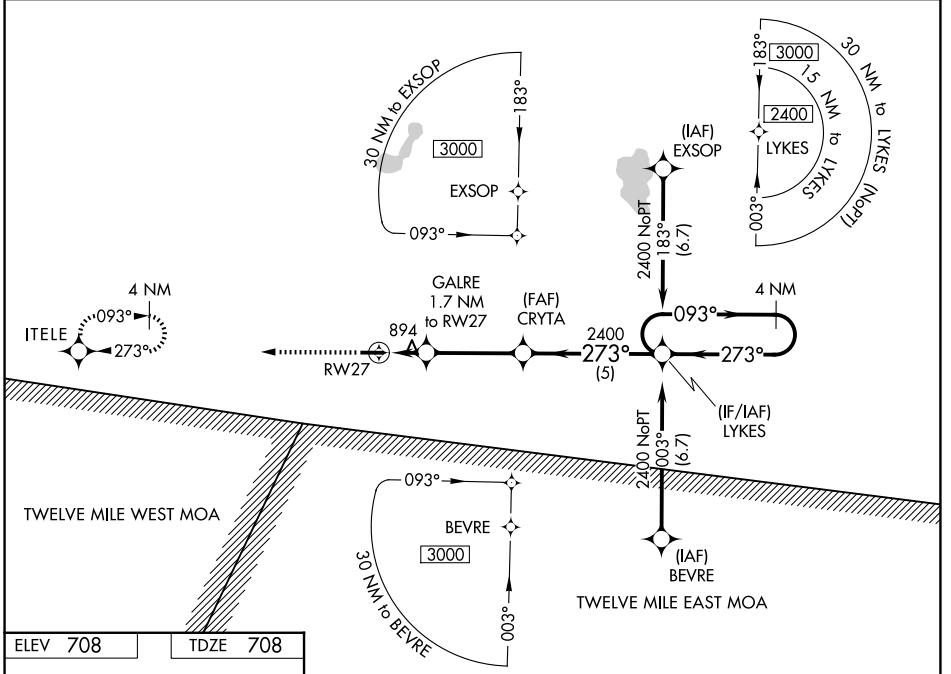 30 NM to EXSOP
183°
3000
EXSOP
093°
183°
3000
30 NM to LYKES (NoPT)
15 NM to LYKES
2400
LYKES
003°
(IAF)
EXSOP
2400 NoPT
183°
(6.7)
4 NM
093°
273°
ITELE
GALRE
1.7 NM
to RW27
(FAF)
CRYTA
894
RW27
2400
273°
(5)
4 NM
093°
273°
(IF/IAF)
LYKES
2400 NoPT
003°
(6.7)
(IAF)
BEVRE
TWELVE MILE WEST MOA
093°
BEVRE
3000
30 NM to BEVRE
003°
TWELVE MILE EAST MOA
ELEV 708
TDZE 708